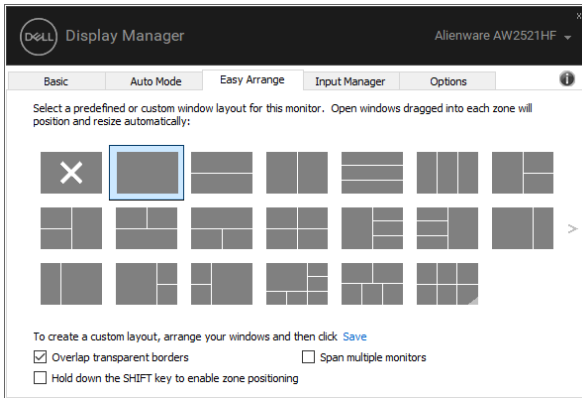 DELL Display Manager
Alienware AW2521HF
Basic
Auto Mode
Easy Arrange
Input Manager
Options
Select a predefined or custom window layout for this monitor. Open windows dragged into each zone will
position and resize automatically:
To create a custom layout, arrange your windows and then click Save
Overlap transparent borders
Span multiple monitors
Hold down the SHIFT key to enable zone positioning